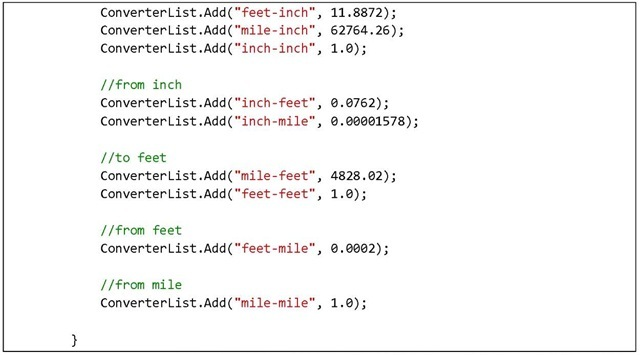 ConverterList.Add("feet-inch", 11.8872);
ConverterList.Add("mile-inch", 62764.26);
ConverterList.Add("inch-inch", 1.0);
//from inch
ConverterList.Add("inch-feet", 0.0762);
ConverterList.Add("inch-mile", 0.00001578);
//to feet
ConverterList.Add("mile-feet", 4828.02);
ConverterList.Add("feet-feet", 1.0);
//from feet
ConverterList.Add("feet-mile", 0.0002);
//from mile
ConverterList.Add("mile-mile", 1.0);
}